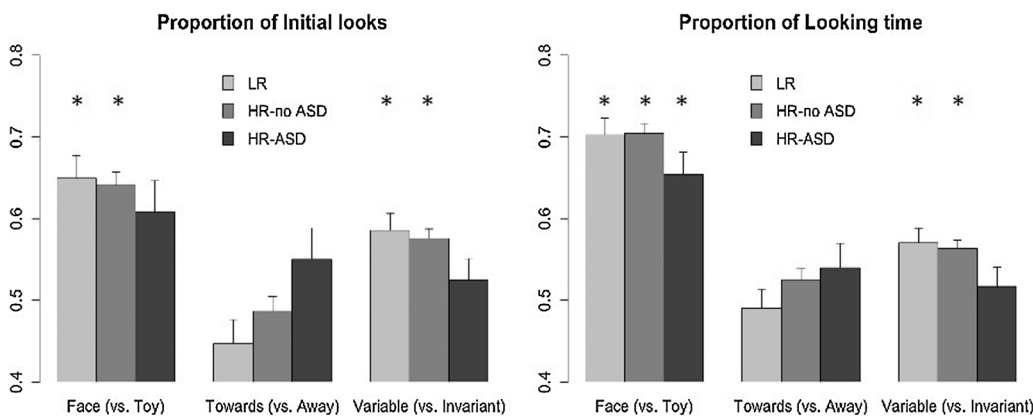 Proportion of Initial looks
0.8
0.7
0.6
0.5
0.4
LR
HR-no ASD
HR-ASD
* * * *
Face (vs. Toy) Towards (vs. Away) Variable (vs. Invariant)
Proportion of Looking time
0.8
0.7
0.6
0.5
0.4
LR
HR-no ASD
HR-ASD
* * * * *
Face (vs. Toy) Towards (vs. Away) Variable (vs. Invariant)